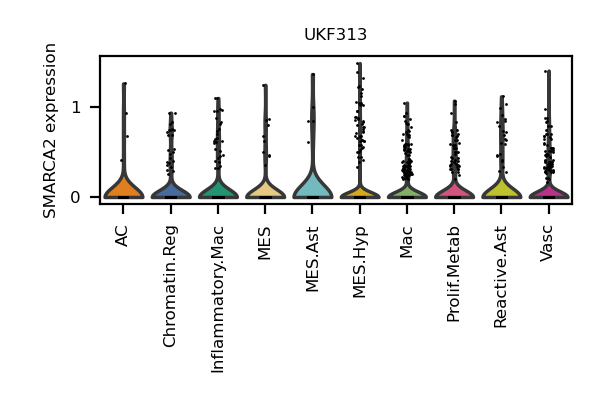 UKF313
SMARCA2 expression
1
0
AC
Chromatin.Reg
Inflammatory.Mac
MES
MES.Ast
MES.Hyp
Mac
Prolif.Metab
Reactive.Ast
Vasc